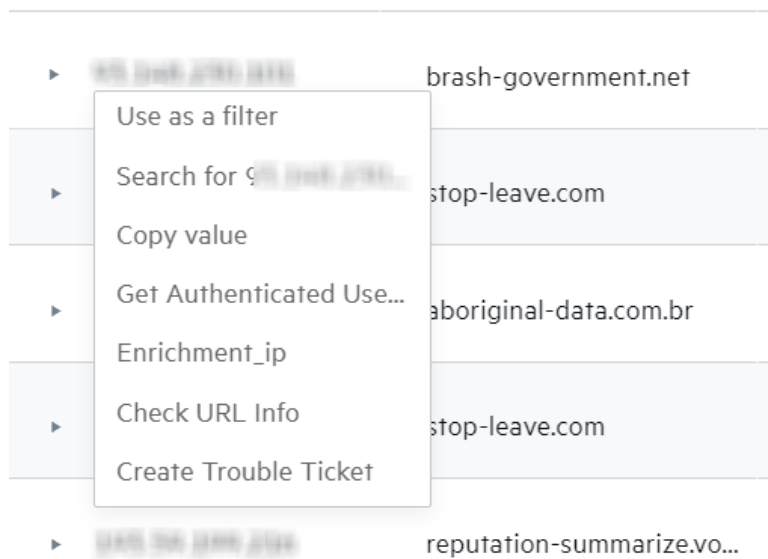 brash-government.net
Use as a filter
Search for
stop-leave.com
Copy value
Get Authenticated Use...
aboriginal-data.com.br
Enrichment_ip
Check URL Info
stop-leave.com
Create Trouble Ticket
reputation-summarize.vo...